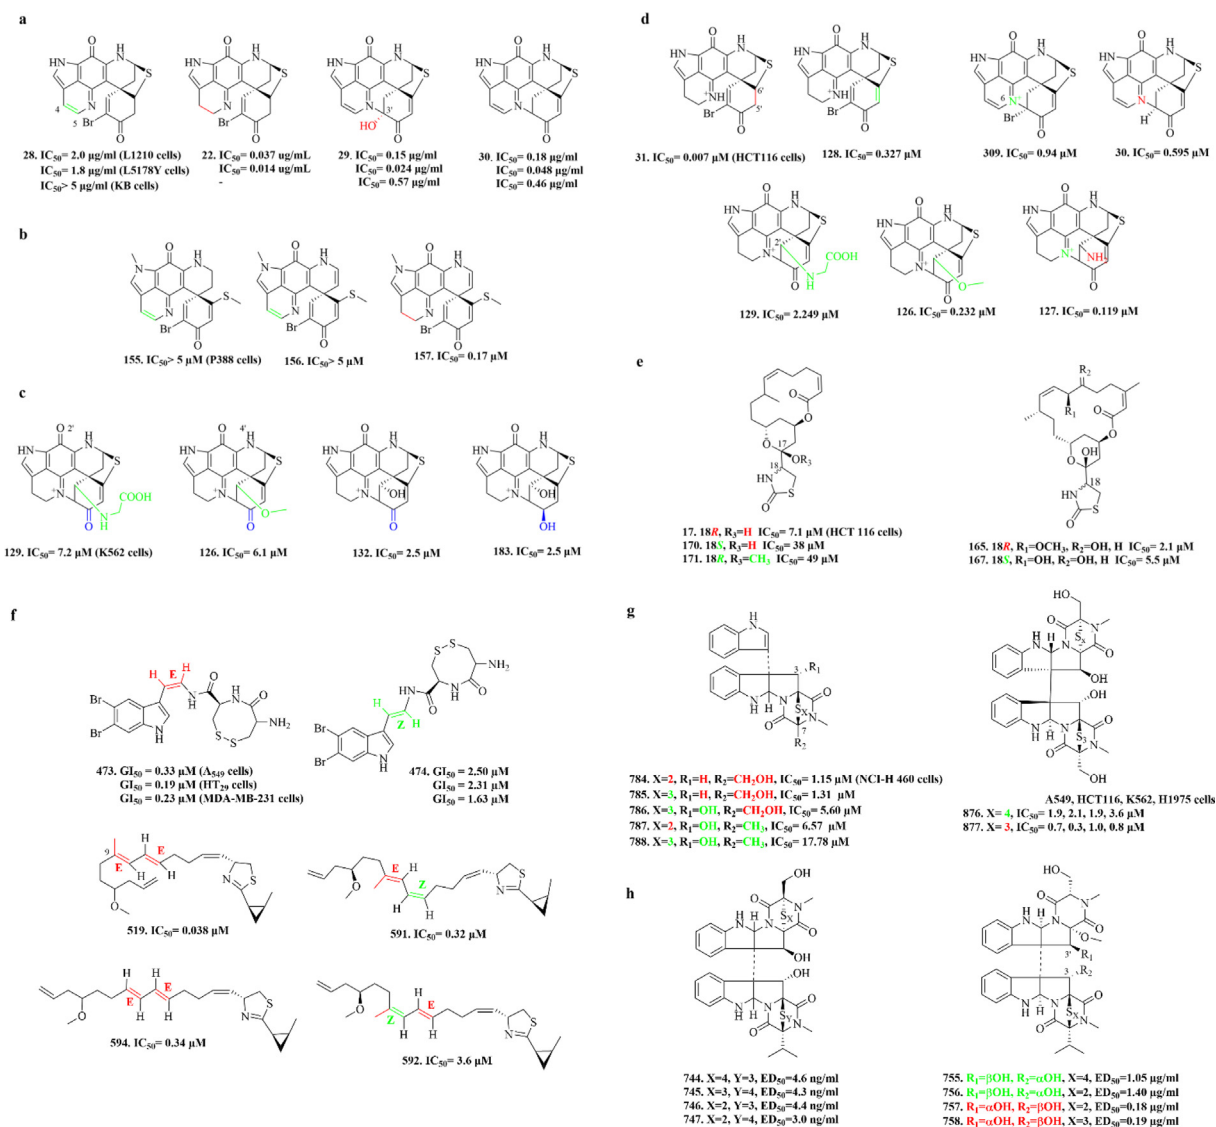 a
28. IC50= 2.0 μg/ml (L1210 cells)
IC50= 1.8 μg/ml (L5178Y cells)
IC50> 5 μg/ml (KB cells)
22. IC50= 0.037 ug/mL
IC50= 0.014 ug/mL
-
29. IC50= 0.15 μg/ml
IC50= 0.024 μg/ml
IC50= 0.57 μg/ml
30. IC50= 0.18 μg/ml
IC50= 0.048 μg/ml
IC50= 0.46 μg/ml
b
155. IC50> 5 μM (P388 cells)
156. IC50> 5 μM
157. IC50= 0.17 μM
c
129. IC50= 7.2 μM (K562 cells)
126. IC50= 6.1 μM
132. IC50= 2.5 μM
183. IC50= 2.5 μM
d
31. IC50= 0.007 μM (HCT116 cells)
128. IC50= 0.327 μM
309. IC50= 0.94 μM
30. IC50= 0.595 μM
129. IC50= 2.249 μM
126. IC50= 0.232 μM
127. IC50= 0.119 μM
e
17. 18R, R3=H IC50= 7.1 μM (HCT 116 cells)
170. 18S, R3=H IC50= 38 μM
171. 18R, R3=CH3 IC50= 49 μM
165. 18R, R1=OCH3, R2=OH, H IC50= 2.1 μM
167. 18S, R1=OH, R2=OH, H IC50= 5.5 μM
f
473. GI50 = 0.33 μM (A549 cells)
GI50 = 0.19 μM (HT29 cells)
GI50 = 0.23 μM (MDA-MB-231 cells)
474. GI50 = 2.50 μM
GI50 = 2.31 μM
GI50 = 1.63 μM
519. IC50= 0.038 μM
591. IC50= 0.32 μM
594. IC50= 0.34 μM
592. IC50= 3.6 μM
g
784. X=2, R1=H, R2=CH2OH, IC50= 1.15 μM (NCI-H 460 cells)
785. X=3, R1=H, R2=CH2OH, IC50= 1.31 μM
786. X=3, R1=OH, R2=CH2OH, IC50= 5.60 μM
787. X=2, R1=OH, R2=CH3, IC50= 6.57 μM
788. X=3, R1=OH, R2=CH3, IC50= 17.78 μM
A549, HCT116, K562, H1975 cells
876. X= 4, IC50= 1.9, 2.1, 1.9, 3.6 μM
877. X= 3, IC50= 0.7, 0.3, 1.0, 0.8 μM
h
744. X=4, Y=3, ED50=4.6 ng/ml
745. X=3, Y=4, ED50=4.3 ng/ml
746. X=2, Y=3, ED50=4.4 ng/ml
747. X=2, Y=4, ED50=3.0 ng/ml
755. R1=βOH, R2=αOH, X=4, ED50=1.05 μg/ml
756. R1=βOH, R2=αOH, X=2, ED50=1.40 μg/ml
757. R1=αOH, R2=βOH, X=2, ED50=0.18 μg/ml
758. R1=αOH, R2=βOH, X=3, ED50=0.19 μg/ml